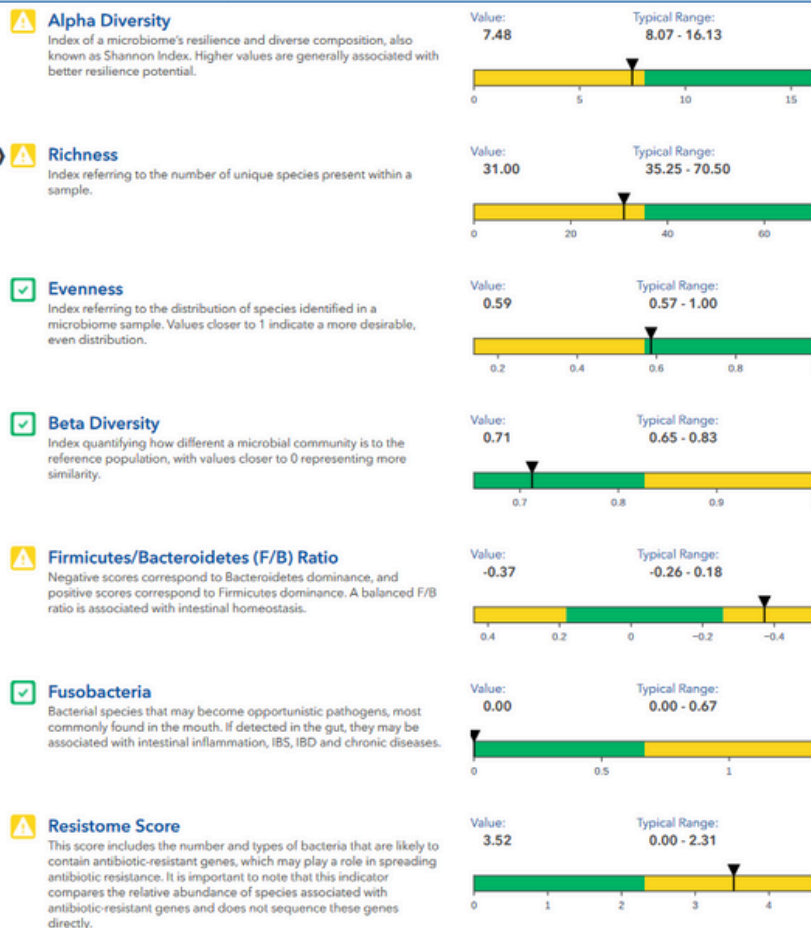 Alpha Diversity
Index of a microbiome's resilience and diverse composition, also
known as Shannon Index. Higher values are generally associated with
better resilience potential.
Value:
7.48
Typical Range:
8.07 - 16.13
0 5 10 15
Richness
Index referring to the number of unique species present within a
sample.
Value:
31.00
Typical Range:
35.25 - 70.50
0 20 40 60
Evenness
Index referring to the distribution of species identified in a
microbiome sample. Values closer to 1 indicate a more desirable,
even distribution.
Value:
0.59
Typical Range:
0.57 - 1.00
0.2 0.4 0.6 0.8
Beta Diversity
Index quantifying how different a microbial community is to the
reference population, with values closer to 0 representing more
similarity.
Value:
0.71
Typical Range:
0.65 - 0.83
0.7 0.8 0.9
Firmicutes/Bacteroidetes (F/B) Ratio
Negative scores correspond to Bacteroidetes dominance, and
positive scores correspond to Firmicutes dominance. A balanced F/B
ratio is associated with intestinal homeostasis.
Value:
-0.37
Typical Range:
-0.26 - 0.18
0.4 0.2 0 −0.2 −0.4
Fusobacteria
Bacterial species that may become opportunistic pathogens, most
commonly found in the mouth. If detected in the gut, they may be
associated with intestinal inflammation, IBS, IBD and chronic diseases.
Value:
0.00
Typical Range:
0.00 - 0.67
0 0.5 1
Resistome Score
This score includes the number and types of bacteria that are likely to
contain antibiotic-resistant genes, which may play a role in spreading
antibiotic resistance. It is important to note that this indicator
compares the relative abundance of species associated with
antibiotic-resistant genes and does not sequence these genes
directly.
Value:
3.52
Typical Range:
0.00 - 2.31
0 1 2 3 4